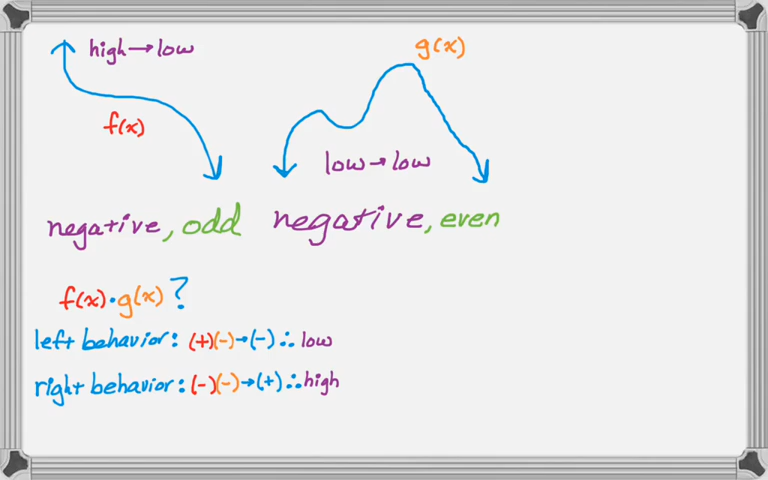 high→low
g(x)
f(x)
low→low
negative, odd negative, even
f(x)·g(x)?
left behavior: (+)(-)→(-)∴low
right behavior: (-)(-)→(+)∴high